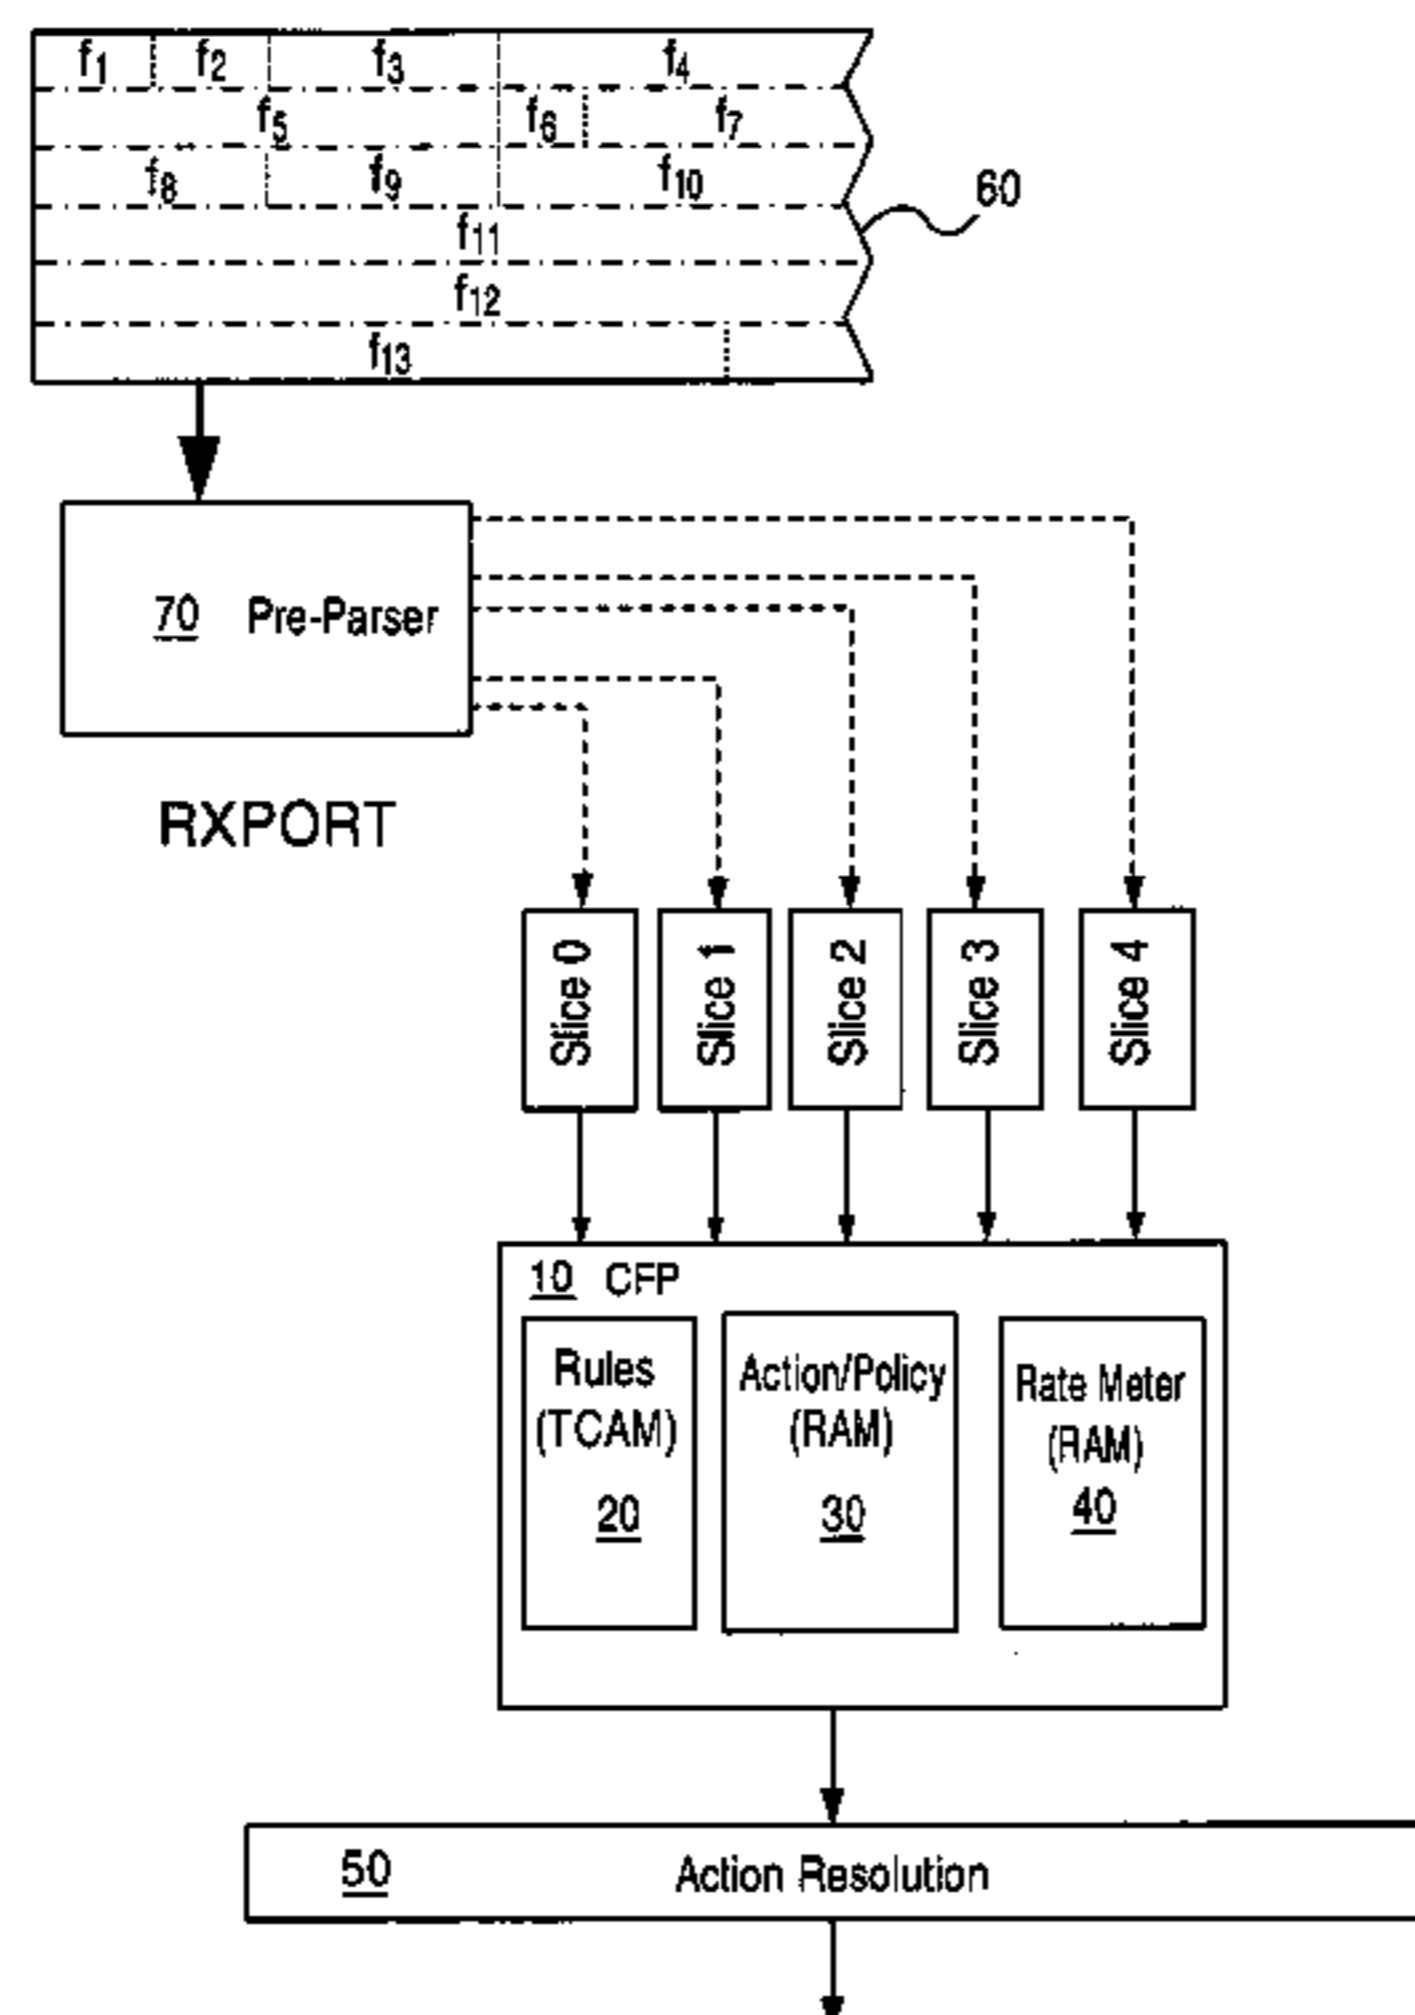 f1 f2 f3 f4
f5 f6 f7
f8 f9 f10
60
f11
f12
f13
70 Pre-Parser
RXPORT
Slice 0
Slice 1
Slice 2
Slice 3
Slice 4
10 CFP
Rules
(TCAM)
20
Action/Policy
(RAM)
30
Rate Meter
(RAM)
40
50 Action Resolution